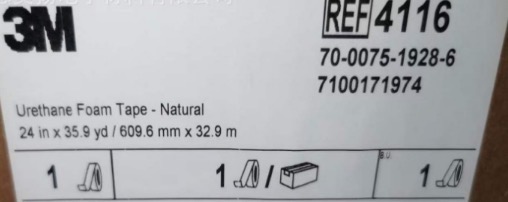 3M
REF 4116
70-0075-1928-6
7100171974
Urethane Foam Tape - Natural
24 in x 35.9 yd / 609.6 mm x 32.9 m
1 1 / B.U. 1